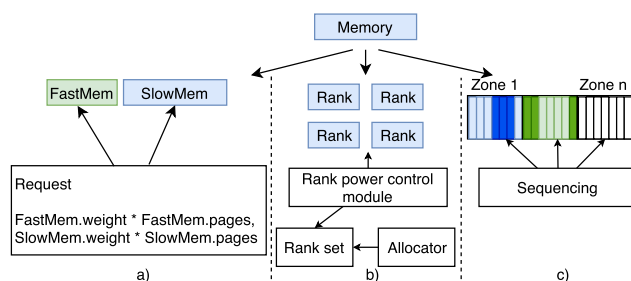 Memory
FastMem
SlowMem
Request
FastMem.weight * FastMem.pages,
SlowMem.weight * SlowMem.pages
a)
Rank Rank
Rank Rank
Rank power control
module
Rank set
Allocator
b)
Zone 1
Zone n
Sequencing
c)